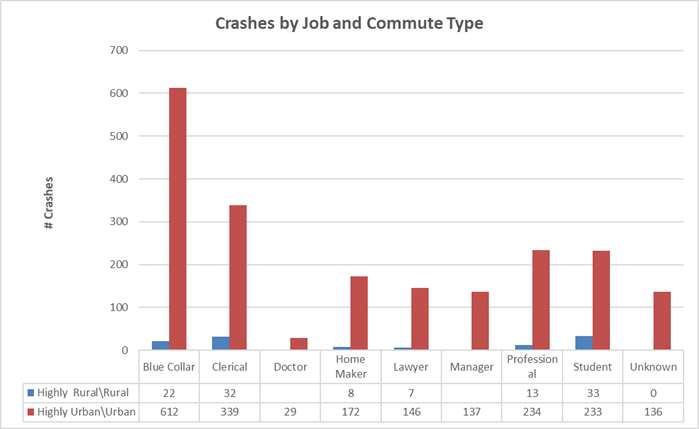 Crashes by Job and Commute Type
700
600
500
400
300
200
100
0
# Crashes
Blue Collar Clerical Doctor Home Maker Lawyer Manager Profession al Student Unknown
Highly Rural\Rural 22 32 8 7 13 33 0
Highly Urban\Urban 612 339 29 172 146 137 234 233 136